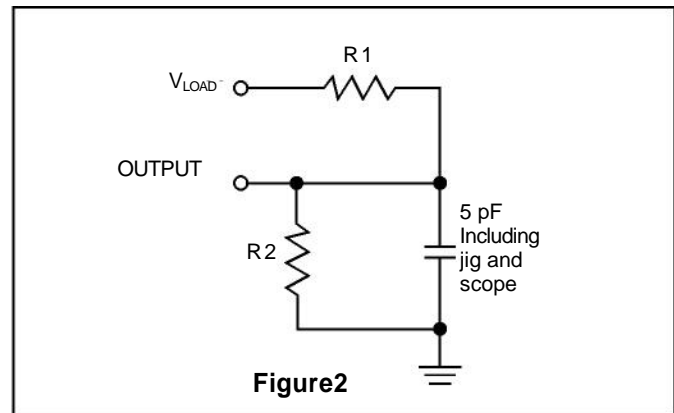 R1
VLOAD
OUTPUT
5 pF
Including
jig and
scope
R2
Figure2